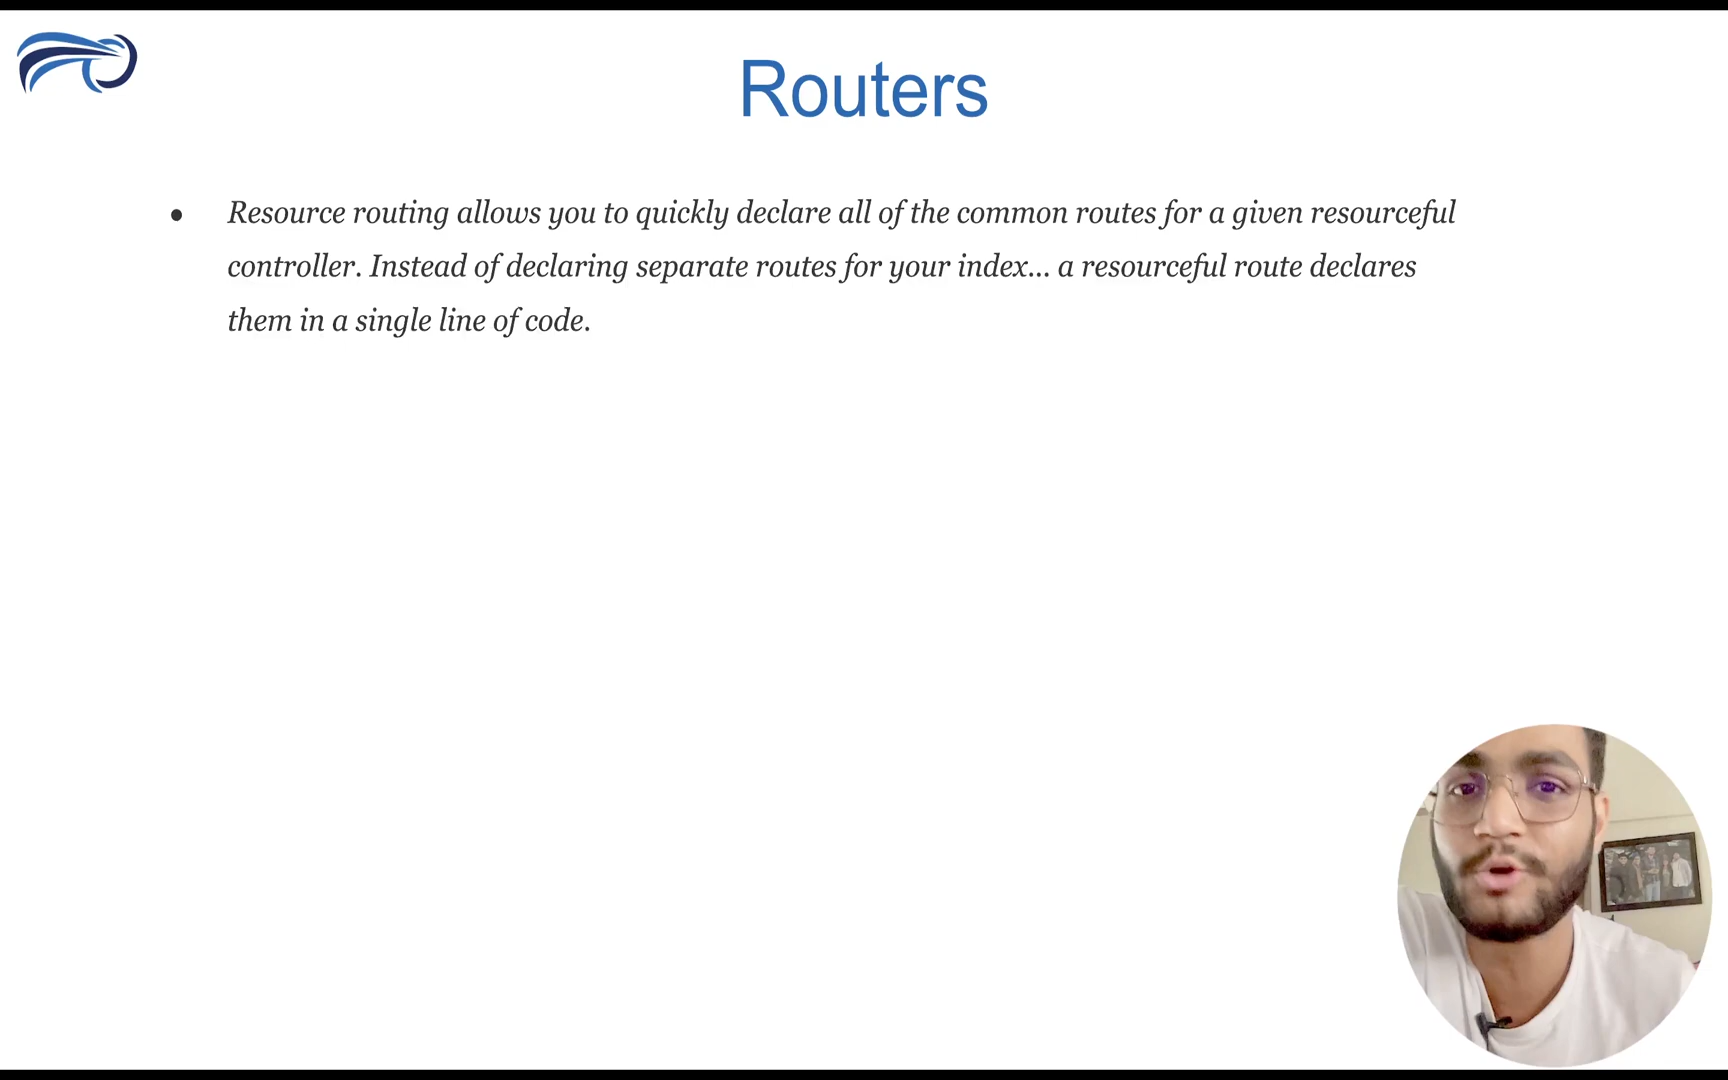 Routers
● Resource routing allows you to quickly declare all of the common routes for a given resourceful
controller. Instead of declaring separate routes for your index... a resourceful route declares
them in a single line of code.